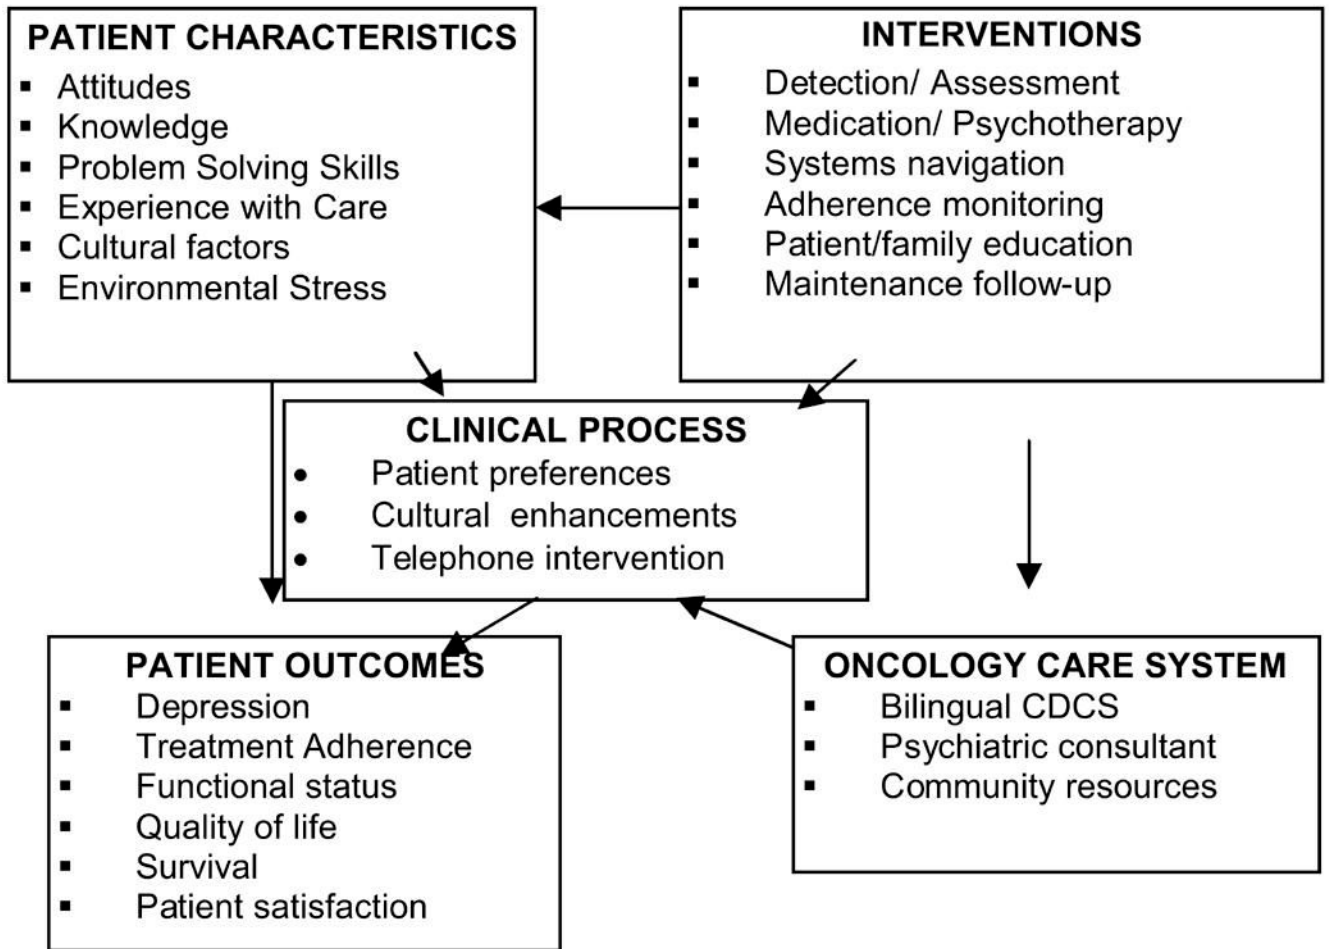 PATIENT CHARACTERISTICS
▪ Attitudes
▪ Knowledge
▪ Problem Solving Skills
▪ Experience with Care
▪ Cultural factors
▪ Environmental Stress
INTERVENTIONS
▪ Detection/ Assessment
▪ Medication/ Psychotherapy
▪ Systems navigation
▪ Adherence monitoring
▪ Patient/family education
▪ Maintenance follow-up
CLINICAL PROCESS
• Patient preferences
• Cultural enhancements
• Telephone intervention
PATIENT OUTCOMES
▪ Depression
▪ Treatment Adherence
▪ Functional status
▪ Quality of life
▪ Survival
▪ Patient satisfaction
ONCOLOGY CARE SYSTEM
▪ Bilingual CDCS
▪ Psychiatric consultant
▪ Community resources